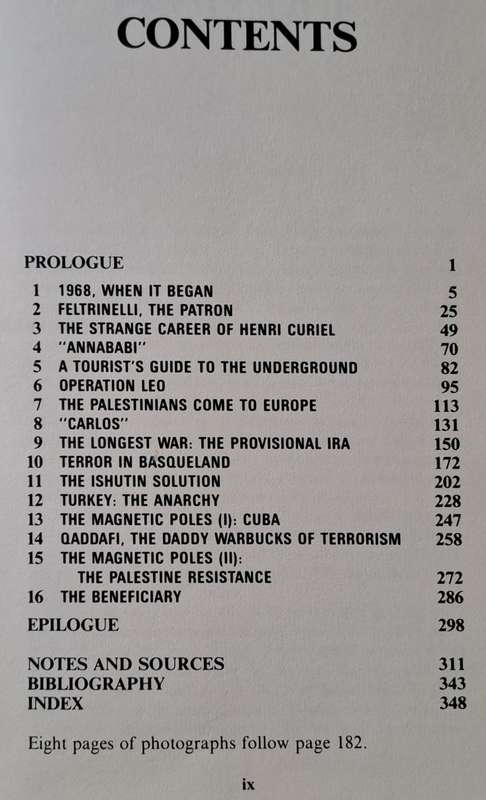 CONTENTS
PROLOGUE 1
1 1968, WHEN IT BEGAN 5
2 FELTRINELLI, THE PATRON 25
3 THE STRANGE CAREER OF HENRI CURIEL 49
4 "ANNABABI" 70
5 A TOURIST'S GUIDE TO THE UNDERGROUND 82
6 OPERATION LEO 95
7 THE PALESTINIANS COME TO EUROPE 113
8 "CARLOS" 131
9 THE LONGEST WAR: THE PROVISIONAL IRA 150
10 TERROR IN BASQUELAND 172
11 THE ISHUTIN SOLUTION 202
12 TURKEY: THE ANARCHY 228
13 THE MAGNETIC POLES (I): CUBA 247
14 QADDAFI, THE DADDY WARBUCKS OF TERRORISM 258
15 THE MAGNETIC POLES (II):
THE PALESTINE RESISTANCE 272
16 THE BENEFICIARY 286
EPILOGUE 298
NOTES AND SOURCES 311
BIBLIOGRAPHY 343
INDEX 348
Eight pages of photographs follow page 182.
ix